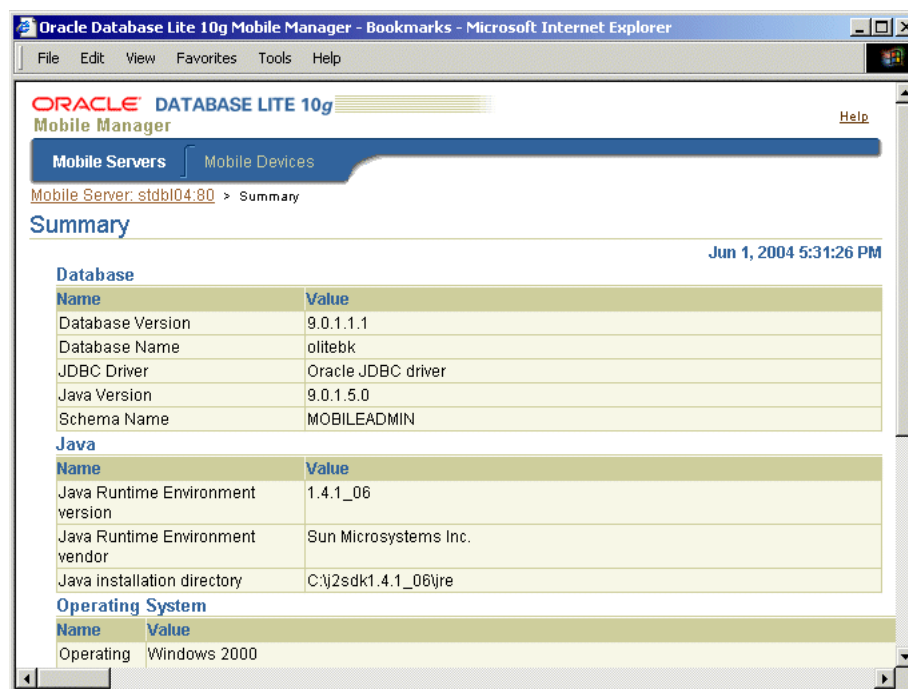 Oracle Database Lite 10g Mobile Manager - Bookmarks - Microsoft Internet Explorer
File Edit View Favorites Tools Help
ORACLE DATABASE LITE 10g
Mobile Manager
Help
Mobile Servers Mobile Devices
Mobile Server: stdbl04:80 > Summary
Summary
Jun 1, 2004 5:31:26 PM
Database
Name Value
Database Version 9.0.1.1.1
Database Name olitebk
JDBC Driver Oracle JDBC driver
Java Version 9.0.1.5.0
Schema Name MOBILEADMIN
Java
Name Value
Java Runtime Environment 1.4.1_06
version
Java Runtime Environment Sun Microsystems Inc.
vendor
Java installation directory C:\j2sdk1.4.1_06\jre
Operating System
Name Value
Operating Windows 2000